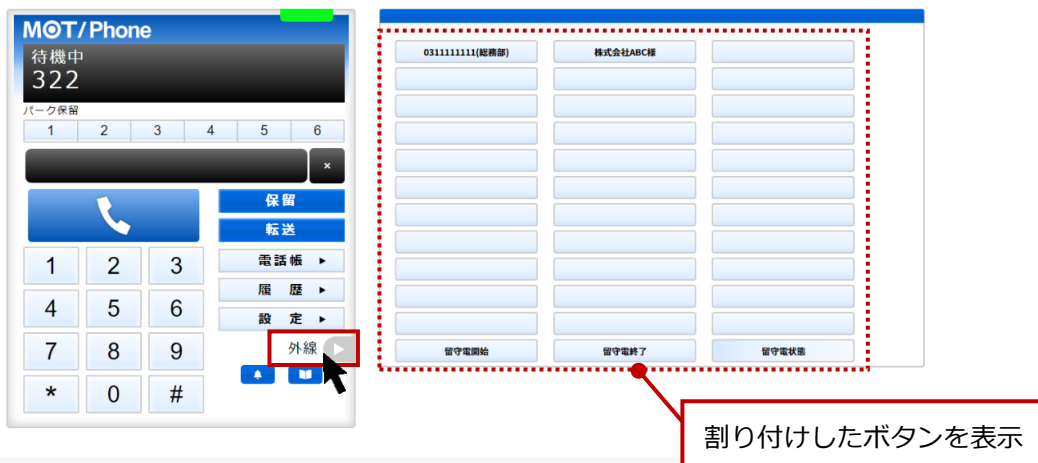 MOT/Phone
待機中
322
パーク保留
1 2 3 4 5 6
×
保留
転送
電話帳 ▶
履 歴 ▶
設 定 ▶
外線
1 2 3
4 5 6
7 8 9
* 0 #
0311111111(総務部) 株式会社ABC様
留守電開始 留守電終了 留守電状態
割り付けしたボタンを表示